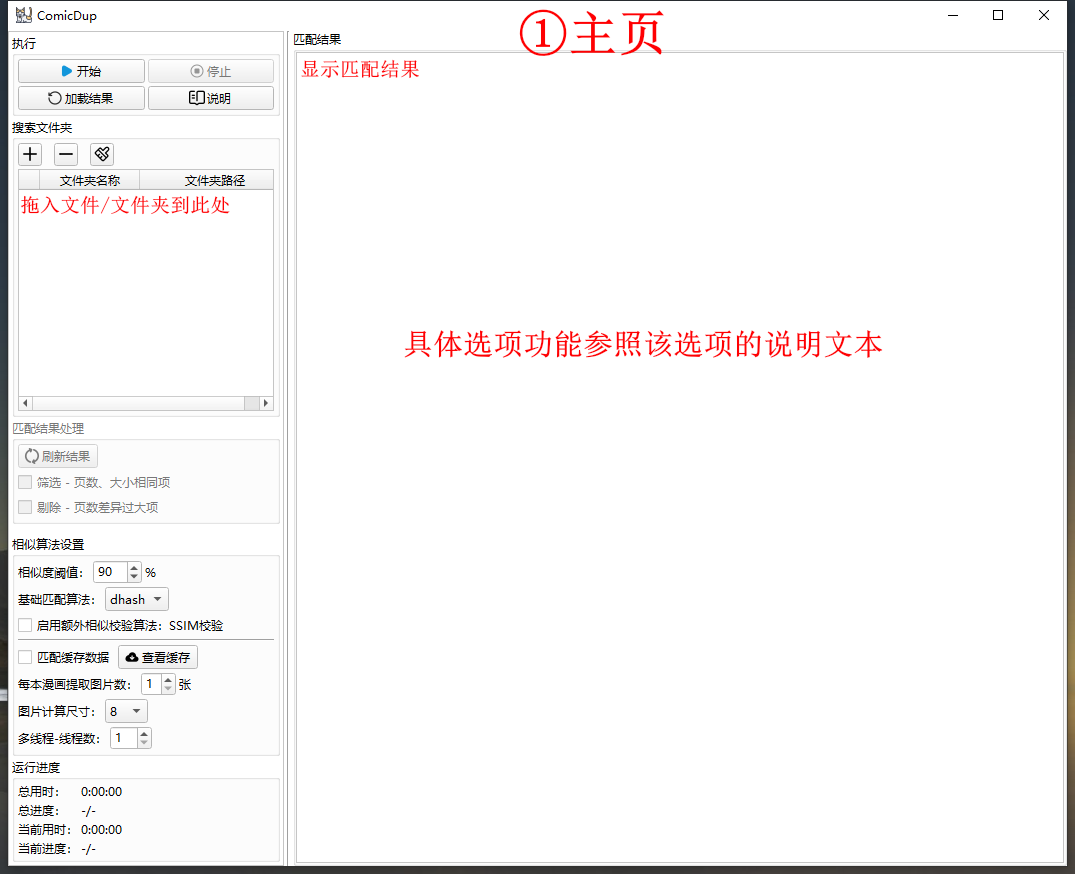 ComicDup
①主页
执行
开始
停止
加载结果
说明
搜索文件夹
文件夹名称 文件夹路径
拖入文件/文件夹到此处
匹配结果处理
刷新结果
筛选 - 页数、大小相同项
剔除 - 页数差异过大项
相似算法设置
相似度阈值: 90 %
基础匹配算法: dhash
启用额外相似校验算法: SSIM校验
匹配缓存数据 查看缓存
每本漫画提取图片数: 1 张
图片计算尺寸: 8
多线程-线程数: 1
运行进度
总用时: 0:00:00
总进度: -/-
当前用时: 0:00:00
当前进度: -/-
匹配结果
显示匹配结果
具体选项功能参照该选项的说明文本